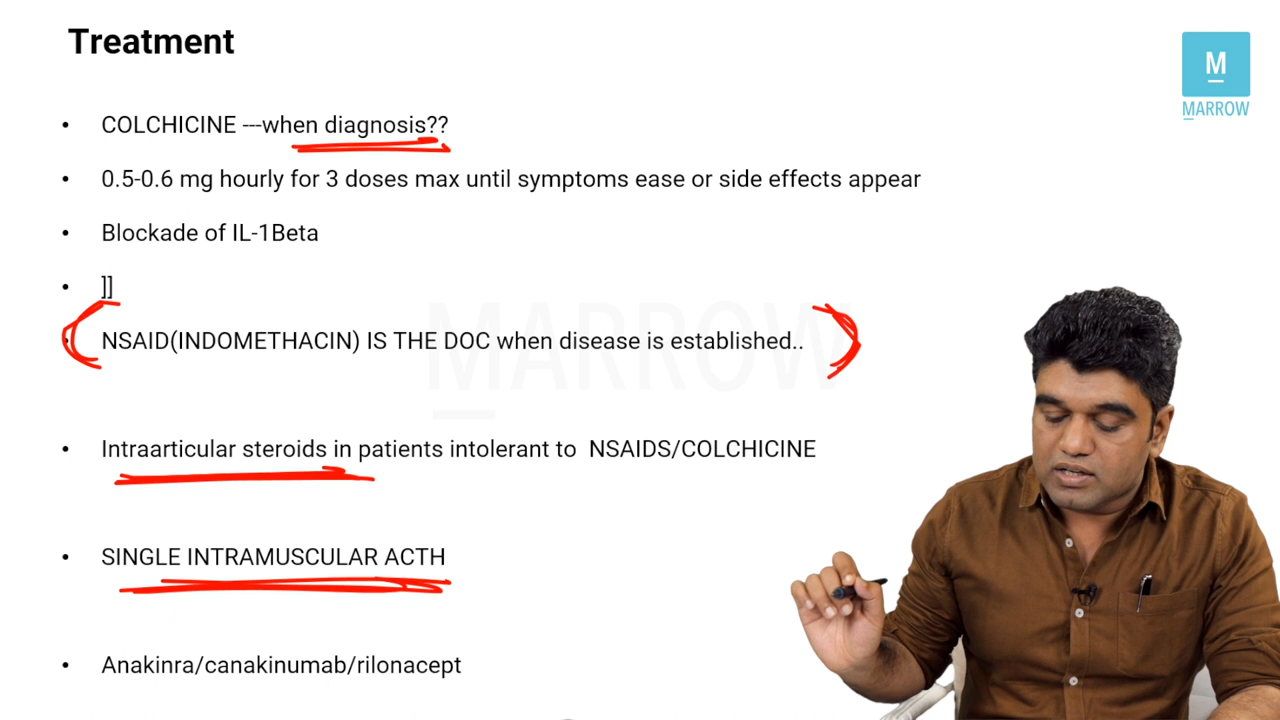 Treatment
M
MARROW
• COLCHICINE ---when diagnosis??
• 0.5-0.6 mg hourly for 3 doses max until symptoms ease or side effects appear
• Blockade of IL-1Beta
• ]]
• NSAID(INDOMETHACIN) IS THE DOC when disease is established..
MARROW
• Intraarticular steroids in patients intolerant to NSAIDS/COLCHICINE
• SINGLE INTRAMUSCULAR ACTH
• Anakinra/canakinumab/rilonacept